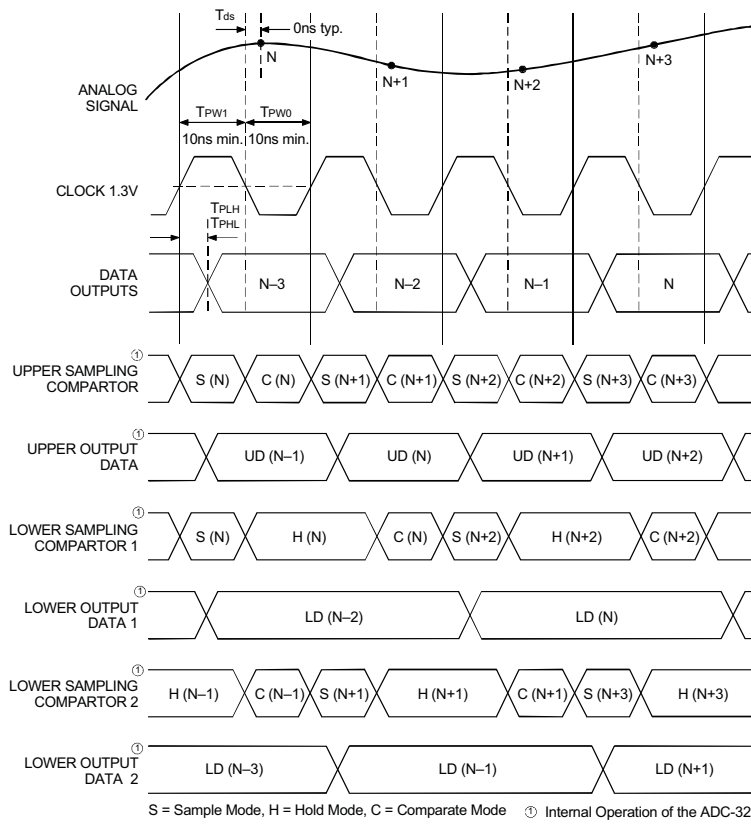 Tds
0ns typ.
N
N+1
N+2
N+3
ANALOG
SIGNAL
TPW1
TPW0
10ns min.
10ns min.
CLOCK 1.3V
TPLH
TPHL
DATA
OUTPUTS
N–3
N–2
N–1
N
UPPER SAMPLING
COMPARTOR
①
S (N)
C (N)
S (N+1)
C (N+1)
S (N+2)
C (N+2)
S (N+3)
C (N+3)
UPPER OUTPUT
DATA
①
UD (N–1)
UD (N)
UD (N+1)
UD (N+2)
LOWER SAMPLING
COMPARTOR 1
①
S (N)
H (N)
C (N)
S (N+2)
H (N+2)
C (N+2)
LOWER OUTPUT
DATA 1
①
LD (N–2)
LD (N)
LOWER SAMPLING
COMPARTOR 2
①
H (N–1)
C (N–1)
S (N+1)
H (N+1)
C (N+1)
S (N+3)
H (N+3)
LOWER OUTPUT
DATA 2
①
LD (N–3)
LD (N–1)
LD (N+1)
S = Sample Mode, H = Hold Mode, C = Comparate Mode ① Internal Operation of the ADC-32